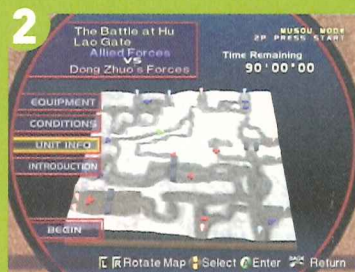 2
The Battle at Hu
Lao Gate
Allied Forces
vs
Dong Zhuo's Forces
MUSOU MODE
2P PRESS START
Time Remaining
90'00"00
EQUIPMENT
CONDITIONS
UNIT INFO
INTRODUCTION
BEGIN
L R Rotate Map Select A Enter BACK Return